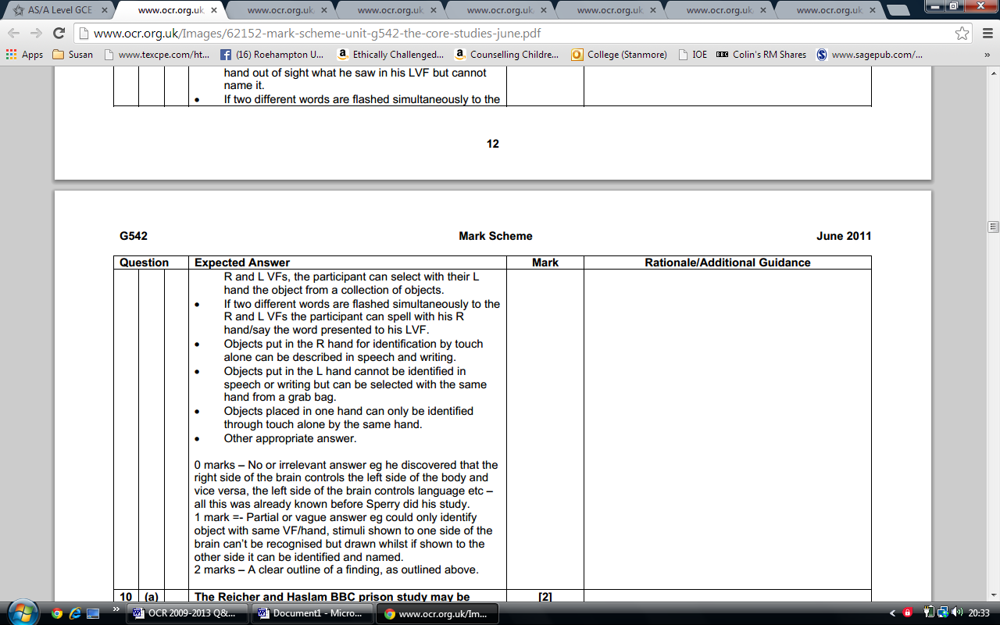 AS/A Level GCE
www.ocr.org.uk
www.ocr.org.uk
www.ocr.org.uk
www.ocr.org.uk
www.ocr.org.uk
www.ocr.org.uk
www.ocr.org.uk
www.ocr.org.uk/Images/62152-mark-scheme-unit-g542-the-core-studies-june.pdf
Apps Susan www.texcpe.com/ht... (16) Roehampton U... Ethically Challenged... Counselling Childre... College (Stanmore) IOE Colin's RM Shares www.sagepub.com/... »
hand out of sight what he saw in his LVF but cannot
name it.
• If two different words are flashed simultaneously to the
12
G542 Mark Scheme June 2011
Question Expected Answer Mark Rationale/Additional Guidance
R and L VFs, the participant can select with their L
hand the object from a collection of objects.
• If two different words are flashed simultaneously to the
R and L VFs the participant can spell with his R
hand/say the word presented to his LVF.
• Objects put in the R hand for identification by touch
alone can be described in speech and writing.
• Objects put in the L hand cannot be identified in
speech or writing but can be selected with the same
hand from a grab bag.
• Objects placed in one hand can only be identified
through touch alone by the same hand.
• Other appropriate answer.
0 marks – No or irrelevant answer eg he discovered that the
right side of the brain controls the left side of the body and
vice versa, the left side of the brain controls language etc –
all this was already known before Sperry did his study.
1 mark =- Partial or vague answer eg could only identify
object with same VF/hand, stimuli shown to one side of the
brain can't be recognised but drawn whilst if shown to the
other side it can be identified and named.
2 marks – A clear outline of a finding, as outlined above.
10 (a) The Reicher and Haslam BBC prison study may be [2]
» OCR 2009-2013 Q&... Document1 - Micro... www.ocr.org.uk/Im... 20:33